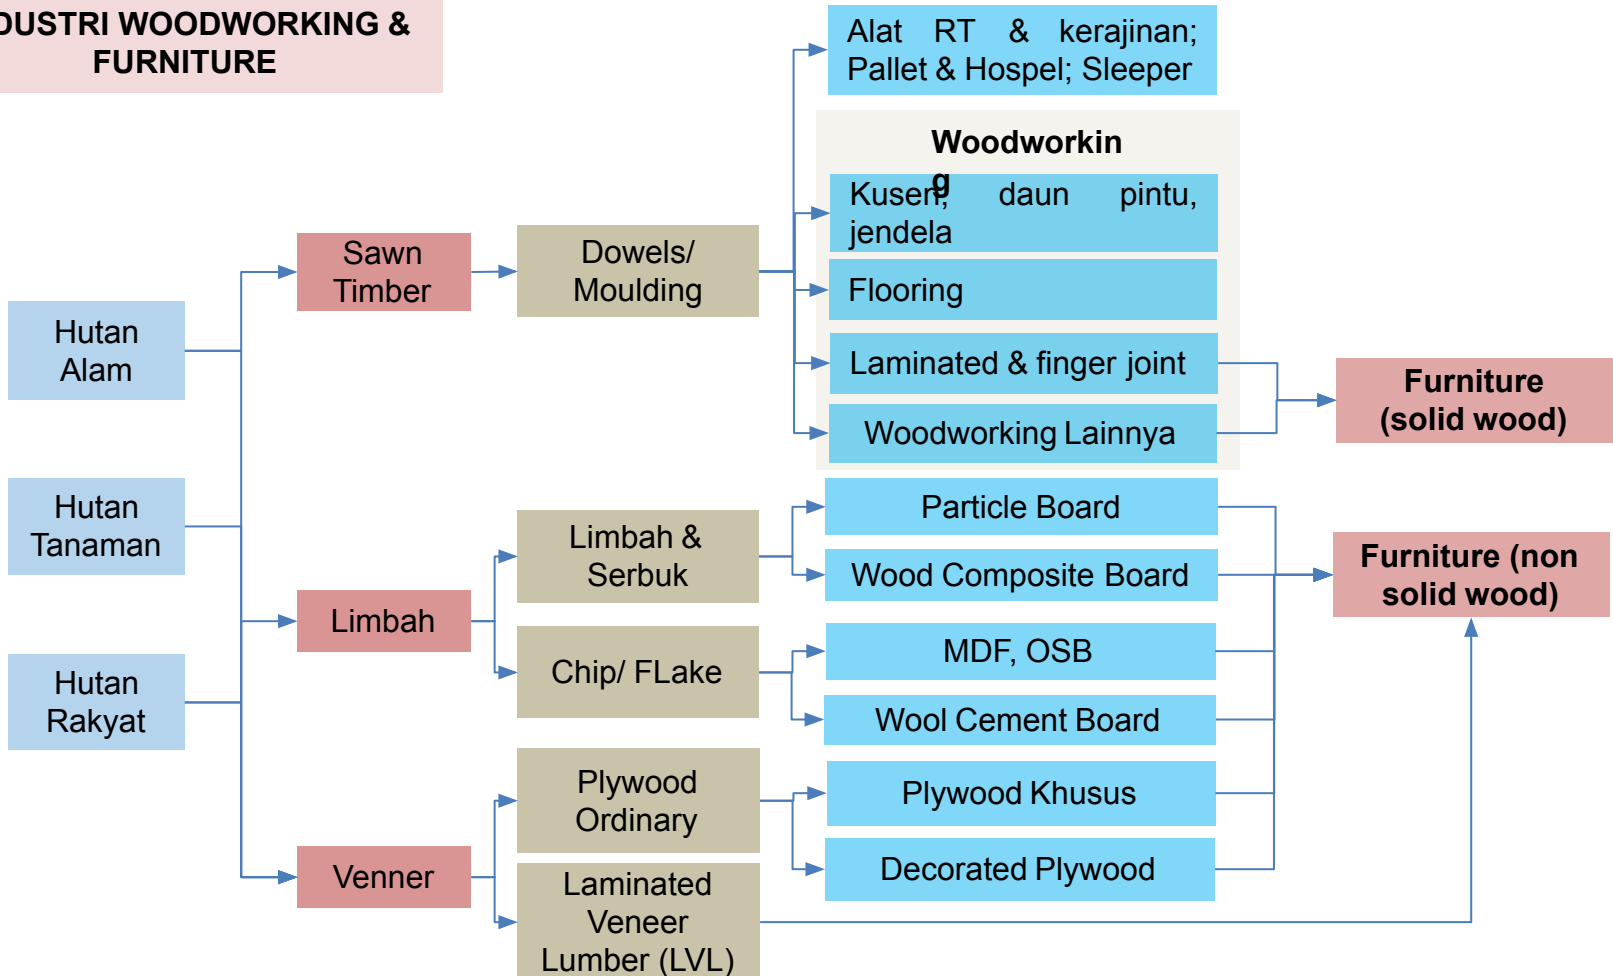 DUSTRI WOODWORKING &
FURNITURE
Alat RT & kerajinan;
Pallet & Hospel; Sleeper
Woodworkin
g
Kusen, daun pintu,
jendela
Flooring
Laminated & finger joint
Woodworking Lainnya
Sawn
Timber
Dowels/
Moulding
Hutan
Alam
Hutan
Tanaman
Hutan
Rakyat
Furniture
(solid wood)
Limbah
Limbah &
Serbuk
Chip/ FLake
Particle Board
Wood Composite Board
MDF, OSB
Wool Cement Board
Furniture (non
solid wood)
Venner
Plywood
Ordinary
Laminated
Veneer
Lumber (LVL)
Plywood Khusus
Decorated Plywood